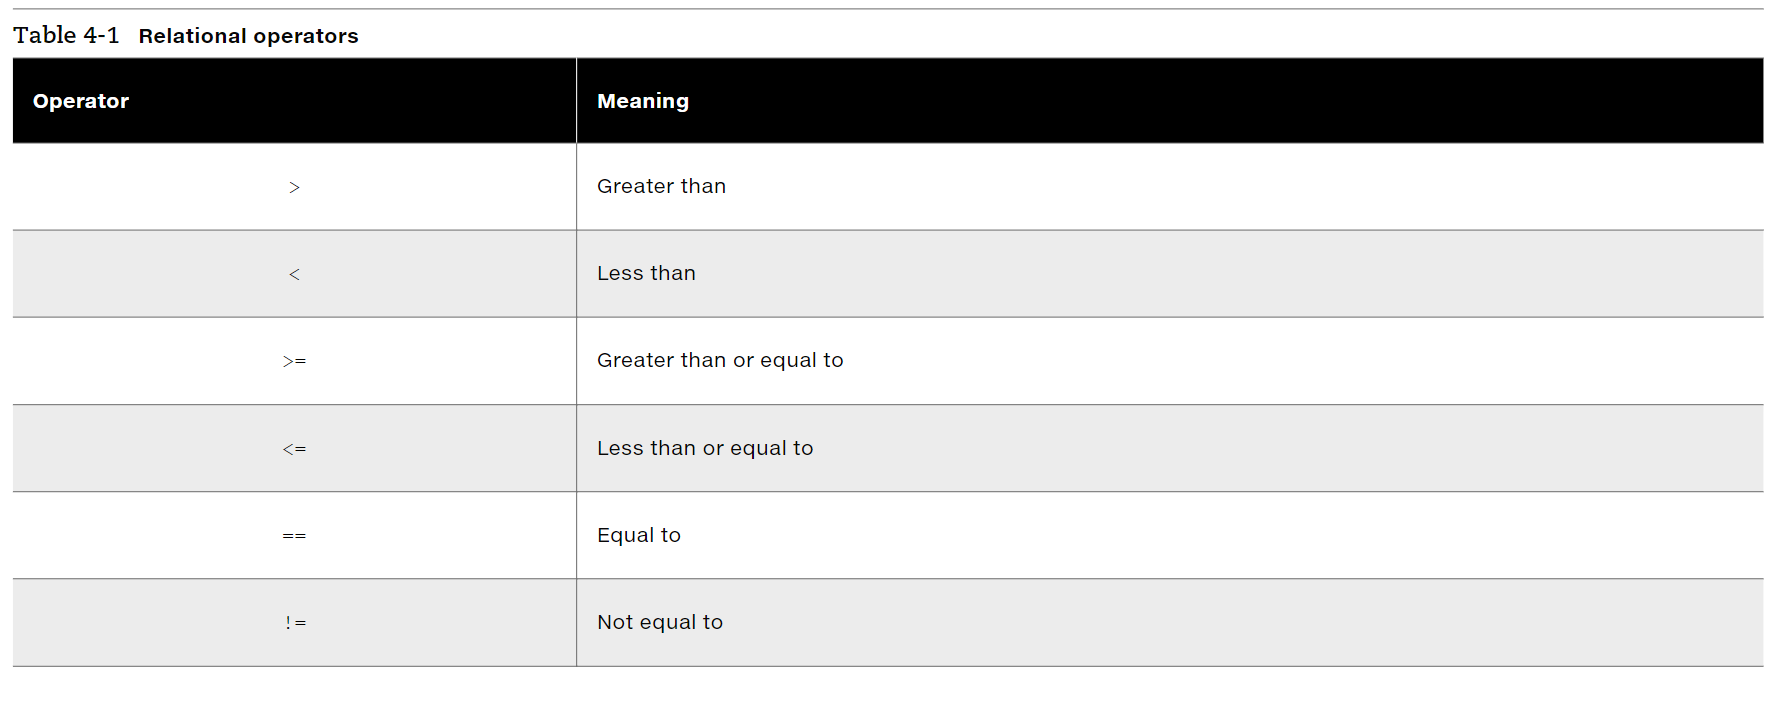 Table 4-1 Relational operators
Operator Meaning
> Greater than
< Less than
>= Greater than or equal to
<= Less than or equal to
== Equal to
!= Not equal to